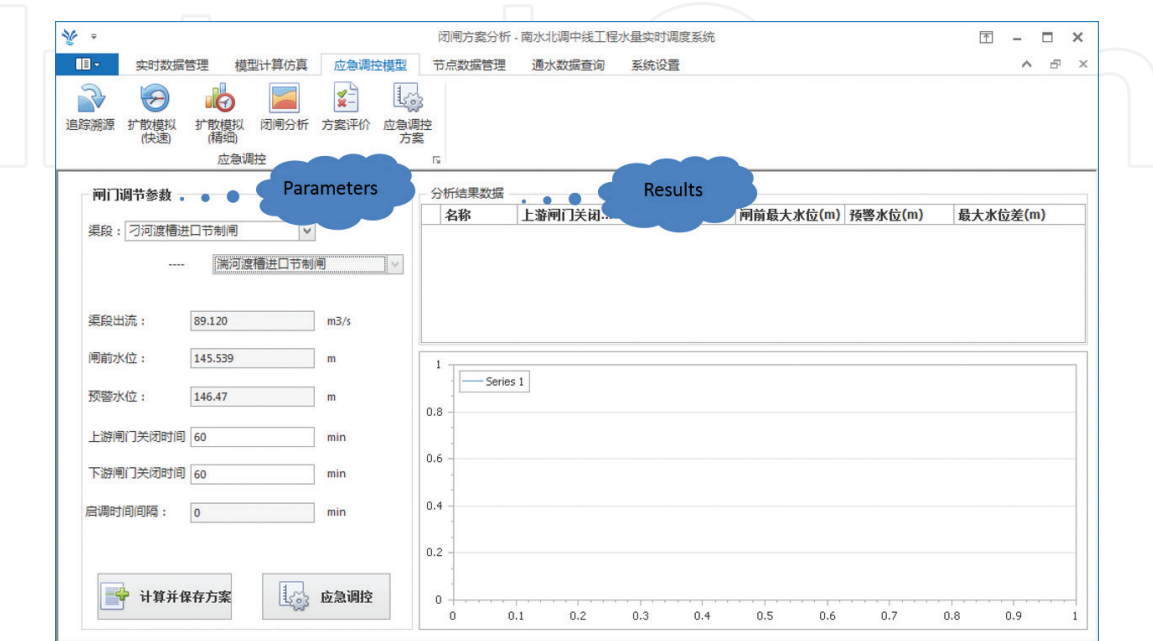 闭闸方案分析 - 南水北调中线工程水量实时调度系统
实时数据管理 模型计算仿真 应急调控模型 节点数据管理 通水数据查询 系统设置
追踪溯源 扩散模拟(快速) 扩散模拟(精细) 闭闸分析 方案评价 应急调控方案
应急调控
闸门调节参数
Parameters
渠段： 刁河渡槽进口节制闸
---- 湍河渡槽进口节制闸
渠段出流： 89.120 m3/s
闸前水位： 145.539 m
预警水位： 146.47 m
上游闸门关闭时间 60 min
下游闸门关闭时间 60 min
启调时间间隔： 0 min
计算并保存方案 应急调控
分析结果数据
Results
名称 上游闸门关闭... 闸前最大水位(m) 预警水位(m) 最大水位差(m)
Series 1
1
0.8
0.6
0.4
0.2
0
0 0.1 0.2 0.3 0.4 0.5 0.6 0.7 0.8 0.9 1